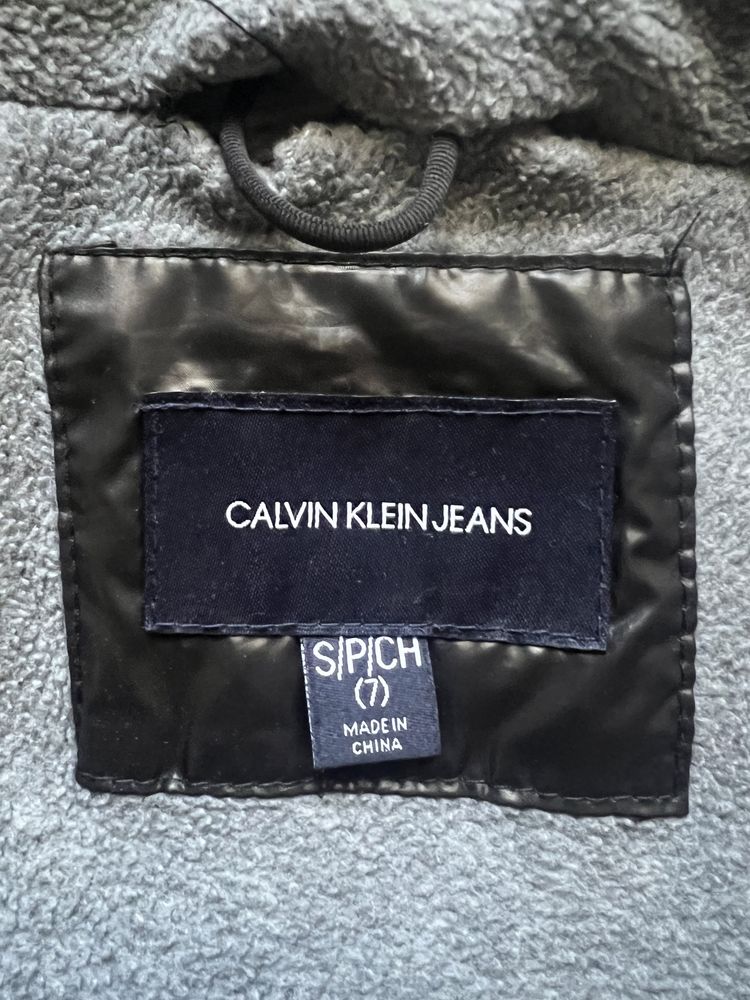 CALVIN KLEIN JEANS
S/P/CH
(7)
MADE IN
CHINA